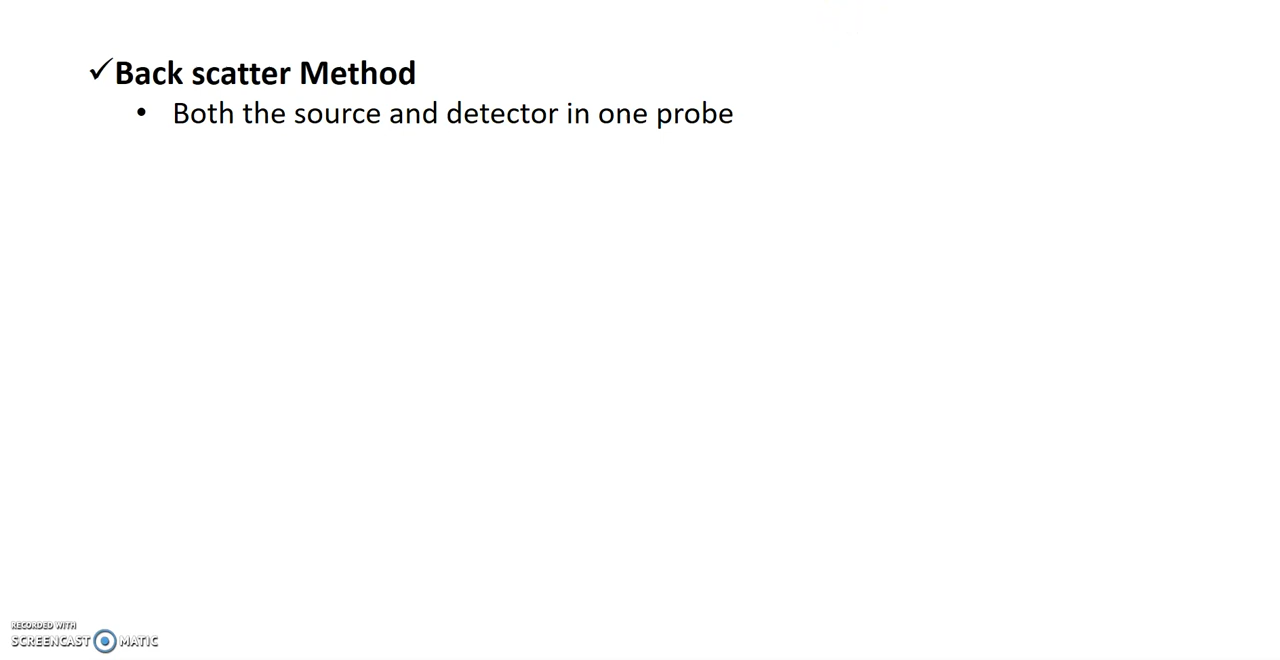 ✓Back scatter Method
• Both the source and detector in one probe
RECORDED WITH
SCREENCAST MATIC